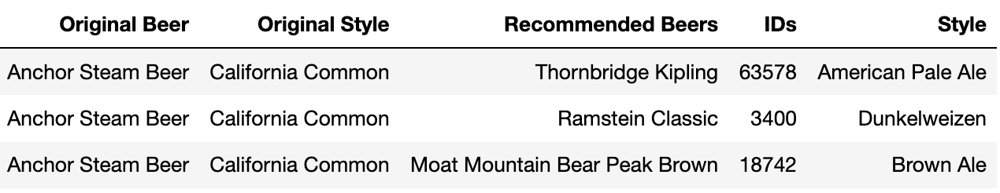 Original Beer Original Style Recommended Beers IDs Style
Anchor Steam Beer California Common Thornbridge Kipling 63578 American Pale Ale
Anchor Steam Beer California Common Ramstein Classic 3400 Dunkelweizen
Anchor Steam Beer California Common Moat Mountain Bear Peak Brown 18742 Brown Ale